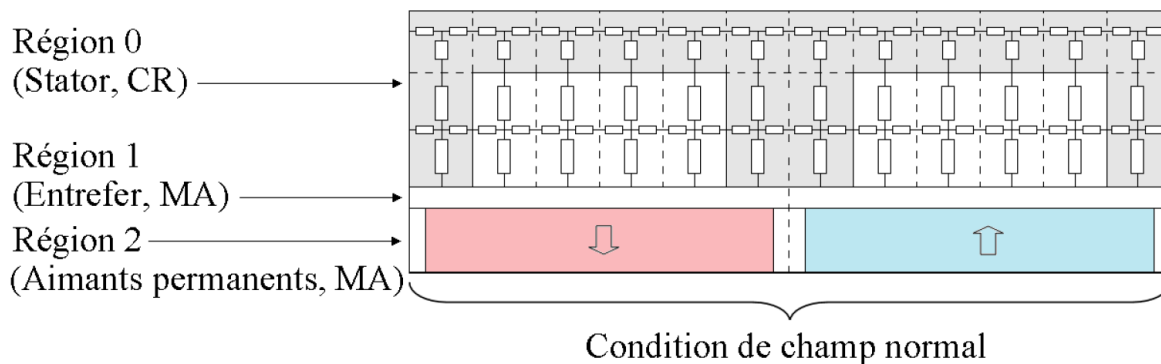 Région 0
(Stator, CR)
Région 1
(Entrefer, MA)
Région 2
(Aimants permanents, MA)
Condition de champ normal